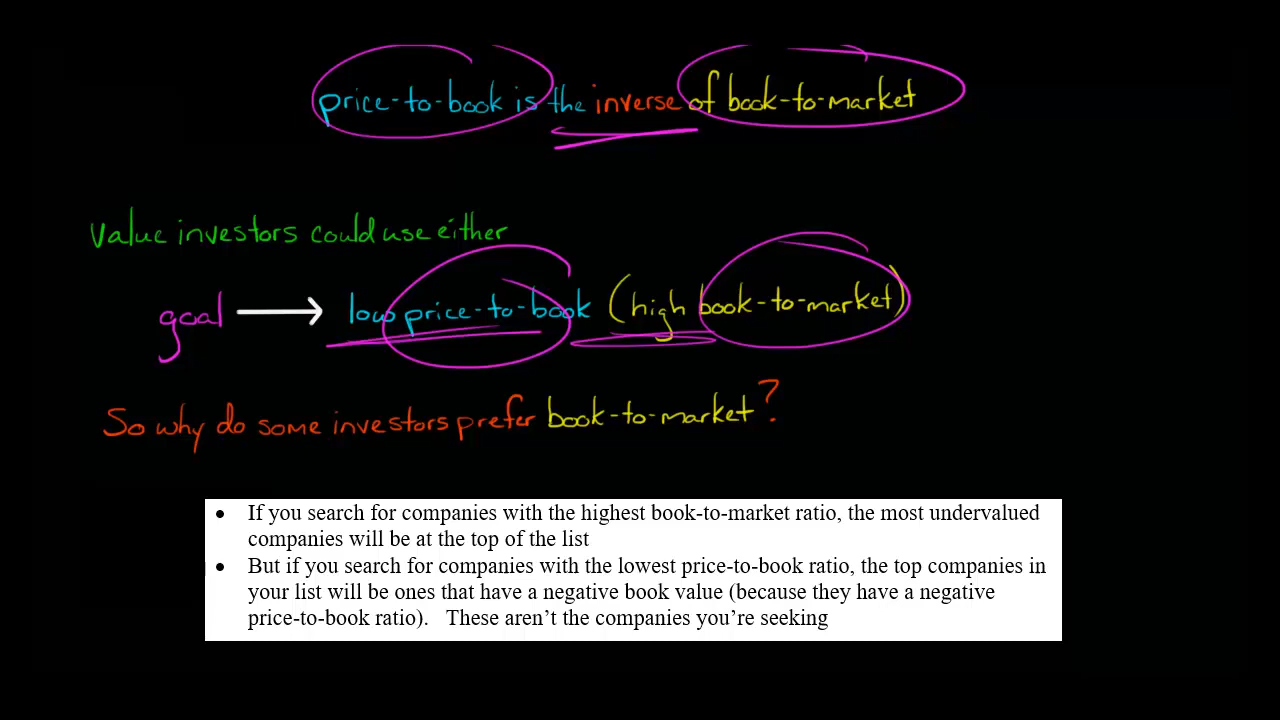 price-to-book is the inverse of book-to-market
Value investors could use either
goal → low price-to-book (high book-to-market)
So why do some investors prefer book-to-market?
• If you search for companies with the highest book-to-market ratio, the most undervalued
companies will be at the top of the list
• But if you search for companies with the lowest price-to-book ratio, the top companies in
your list will be ones that have a negative book value (because they have a negative
price-to-book ratio).   These aren't the companies you're seeking